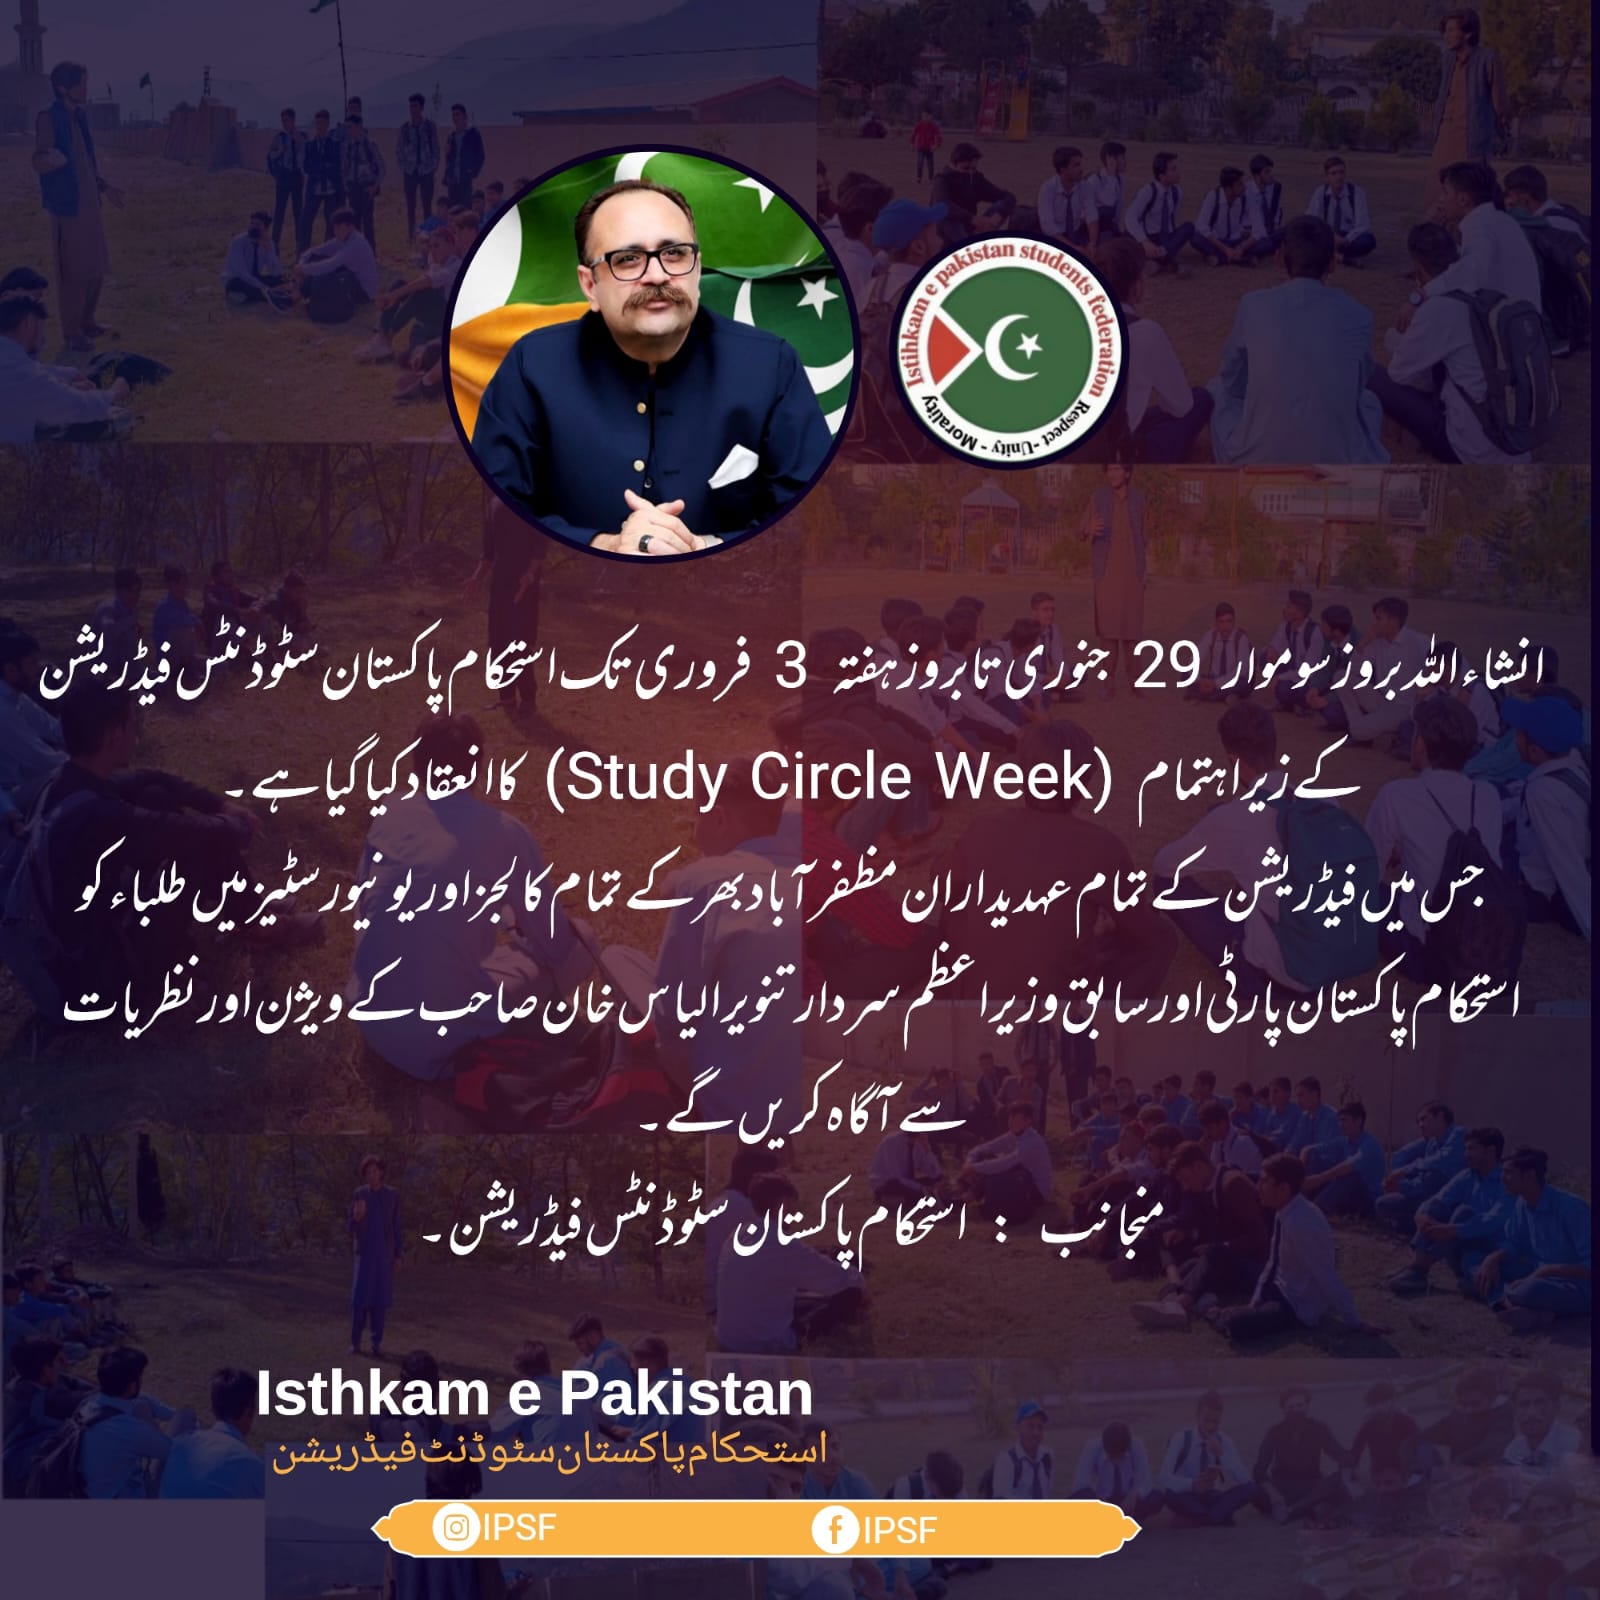 Istihkam e pakistan students federation
Respect - Unity - Morality
انشاءاللہ بروز سوموار 29 جنوری تا بروز ہفتہ 3 فروری تک استحکام پاکستان سٹوڈنٹس فیڈریشن
کے زیر اہتمام (Study Circle Week) کا انعقاد کیا گیا ہے۔
جس میں فیڈریشن کے تمام عہدیداران مظفرآباد بھر کے تمام کالجز اور یونیورسٹیز میں طلباء کو
استحکام پاکستان پارٹی اور سابق وزیراعظم سردار تنویر الیاس خان صاحب کے ویژن اور نظریات
سے آگاہ کریں گے۔
منجانب : استحکام پاکستان سٹوڈنٹس فیڈریشن۔
Isthkam e Pakistan
استحکام پاکستان سٹوڈنٹ فیڈریشن
IPSF IPSF